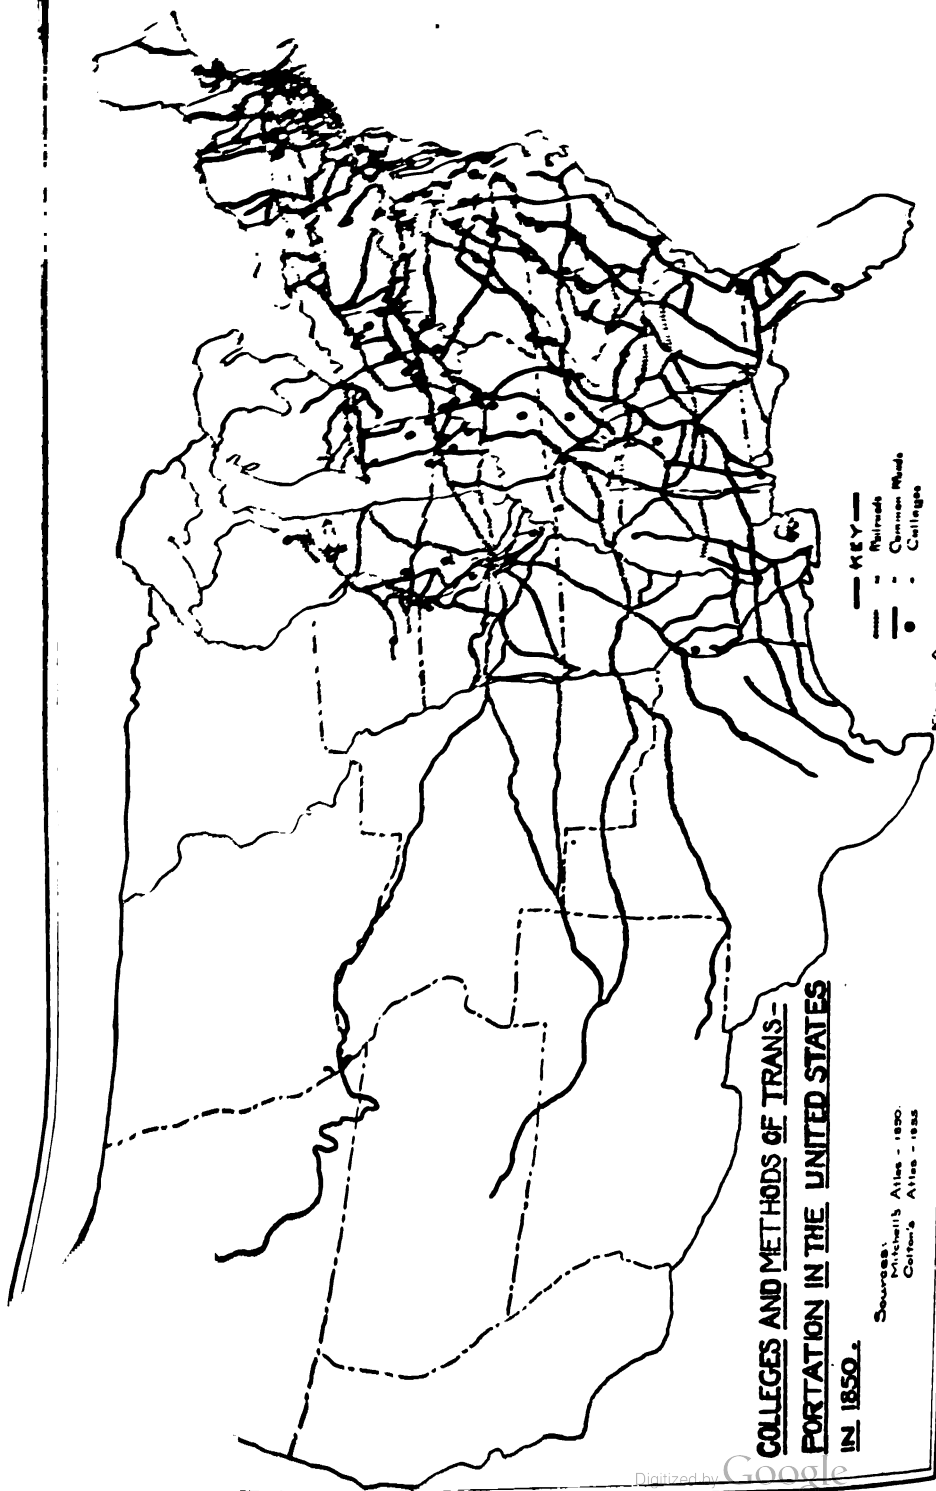 COLLEGES AND METHODS OF TRANS-
PORTATION IN THE UNITED STATES
IN 1850.
Sources:
Mitchell's Atlas - 1850.
Colton's Atlas - 1855
KEY
" Railroads
" : Common Roads
" : Colleges
Digitized by Google